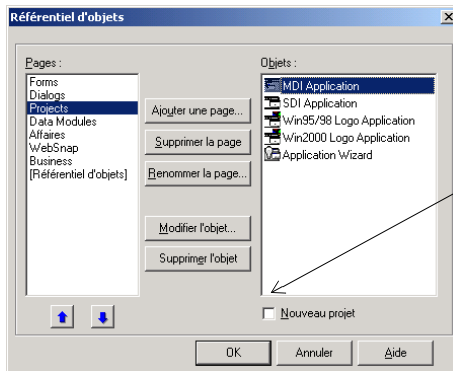 Référentiel d'objets
Pages :
Forms
Dialogs
Projects
Data Modules
Affaires
WebSnap
Business
[Référentiel d'objets]
Ajouter une page...
Supprimer la page
Renommer la page...
Modifier l'objet...
Supprimer l'objet
Objets :
MDI Application
SDI Application
Win95/98 Logo Application
Win2000 Logo Application
Application Wizard
Nouveau projet
OK
Annuler
Aide